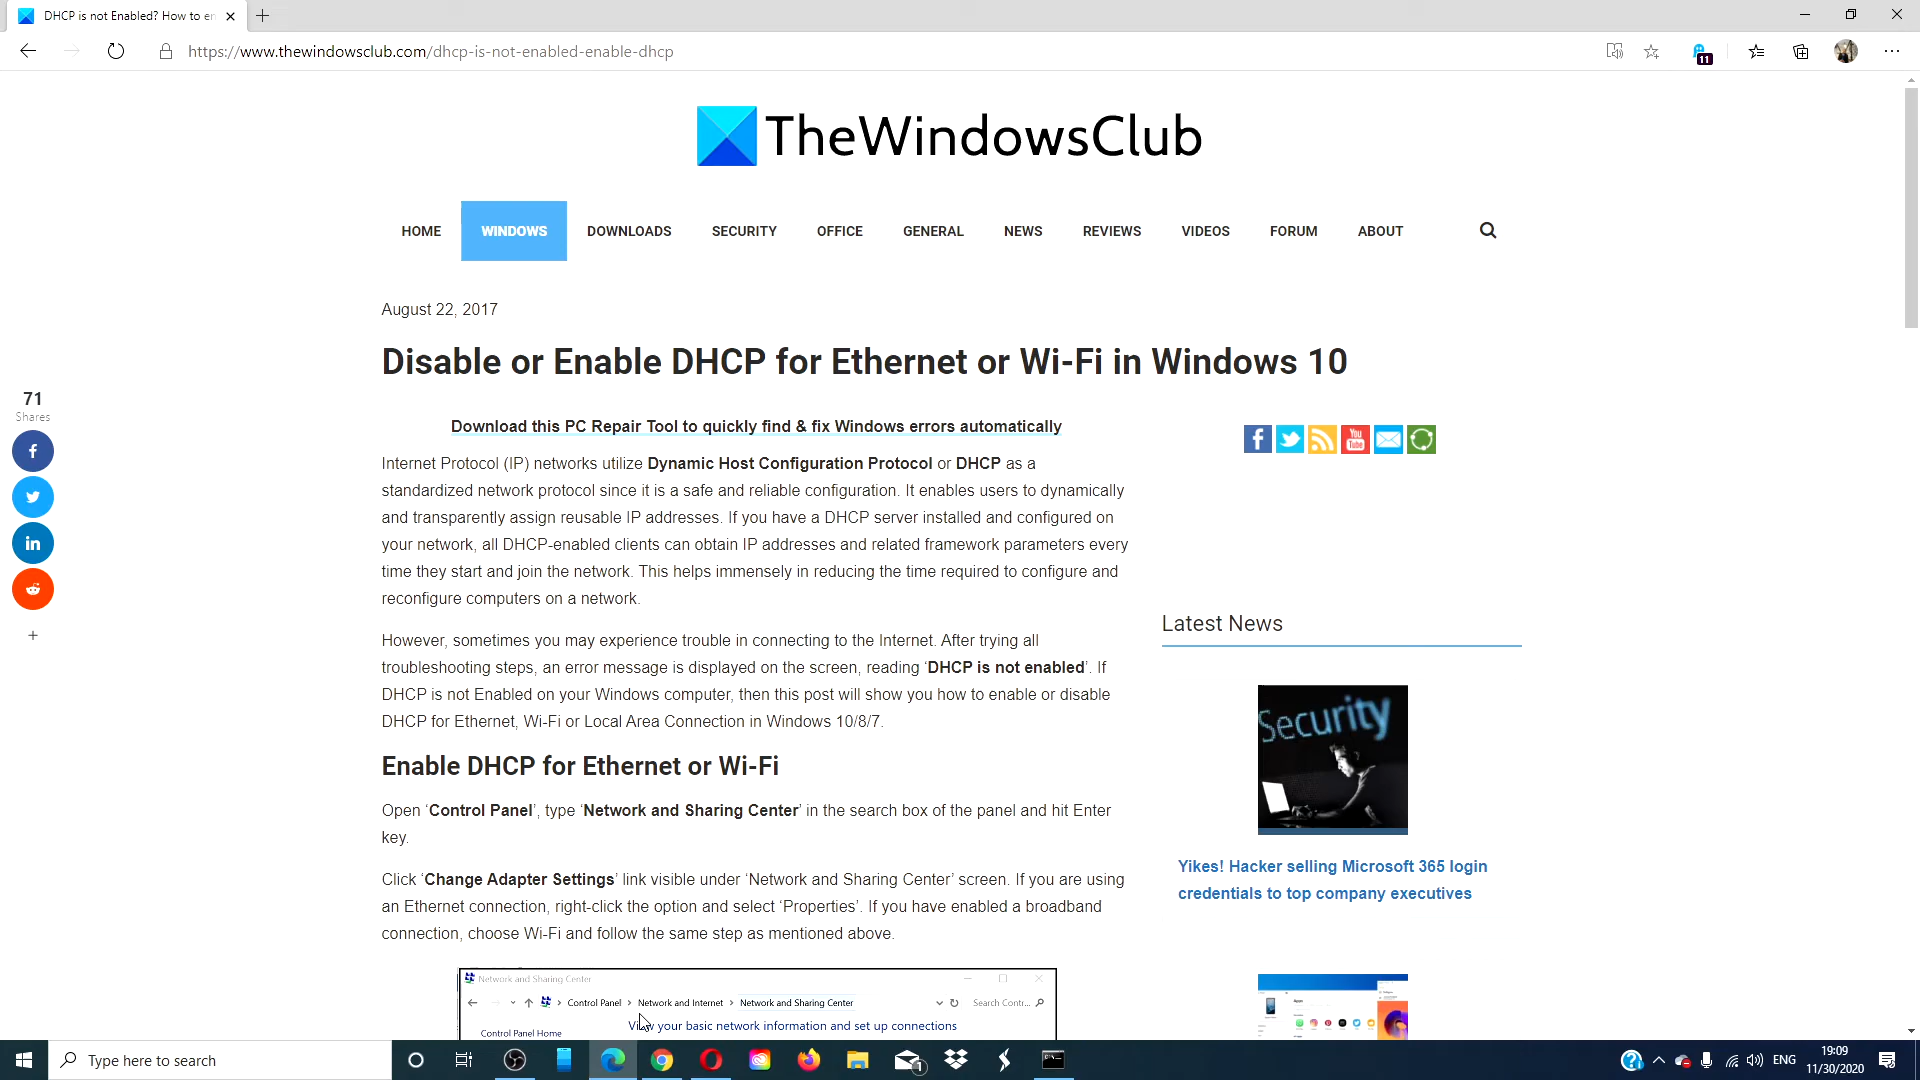 DHCP is not Enabled? How to en
https://www.thewindowsclub.com/dhcp-is-not-enabled-enable-dhcp
11
TheWindowsClub
HOME WINDOWS DOWNLOADS SECURITY OFFICE GENERAL NEWS REVIEWS VIDEOS FORUM ABOUT
August 22, 2017
Disable or Enable DHCP for Ethernet or Wi-Fi in Windows 10
71
Shares
Download this PC Repair Tool to quickly find & fix Windows errors automatically
You Tube
Internet Protocol (IP) networks utilize Dynamic Host Configuration Protocol or DHCP as a
standardized network protocol since it is a safe and reliable configuration. It enables users to dynamically
and transparently assign reusable IP addresses. If you have a DHCP server installed and configured on
your network, all DHCP-enabled clients can obtain IP addresses and related framework parameters every
time they start and join the network. This helps immensely in reducing the time required to configure and
reconfigure computers on a network.
However, sometimes you may experience trouble in connecting to the Internet. After trying all
troubleshooting steps, an error message is displayed on the screen, reading ‘DHCP is not enabled’. If
DHCP is not Enabled on your Windows computer, then this post will show you how to enable or disable
DHCP for Ethernet, Wi-Fi or Local Area Connection in Windows 10/8/7.
Enable DHCP for Ethernet or Wi-Fi
Open ‘Control Panel’, type ‘Network and Sharing Center’ in the search box of the panel and hit Enter
key.
Click ‘Change Adapter Settings’ link visible under ‘Network and Sharing Center’ screen. If you are using
an Ethernet connection, right-click the option and select ‘Properties’. If you have enabled a broadband
connection, choose Wi-Fi and follow the same step as mentioned above.
Network and Sharing Center
Control Panel > Network and Internet > Network and Sharing Center
Search Contr...
Control Panel Home
View your basic network information and set up connections
Latest News
Security
Yikes! Hacker selling Microsoft 365 login
credentials to top company executives
Type here to search
1
ENG
19:09
11/30/2020